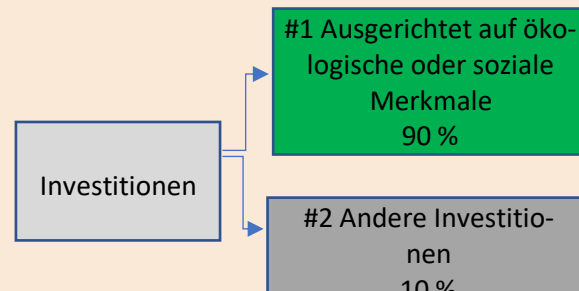 #1 Ausgerichtet auf öko-
logische oder soziale
Merkmale
90 %
Investitionen
#2 Andere Investitio-
nen
10 %